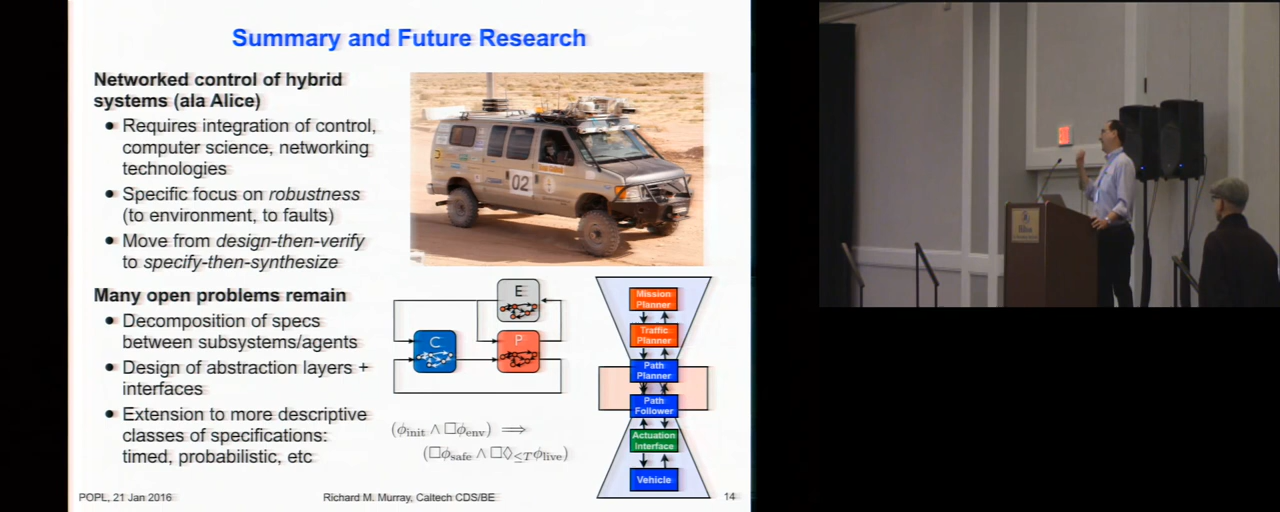 Summary and Future Research
Networked control of hybrid
systems (ala Alice)
• Requires integration of control,
computer science, networking
technologies
• Specific focus on robustness
(to environment, to faults)
• Move from design-then-verify
to specify-then-synthesize
Many open problems remain
• Decomposition of specs
between subsystems/agents
• Design of abstraction layers +
interfaces
• Extension to more descriptive
classes of specifications:
timed, probabilistic, etc
02
E
C
P
(ϕinit ∧ □ϕenv) ⟹
(□ϕsafe ∧ □◇≤Tϕlive)
Mission
Planner
Traffic
Planner
Path
Planner
Path
Follower
Actuation
Interface
Vehicle
POPL, 21 Jan 2016
Richard M. Murray, Caltech CDS/BE
14
Hilton